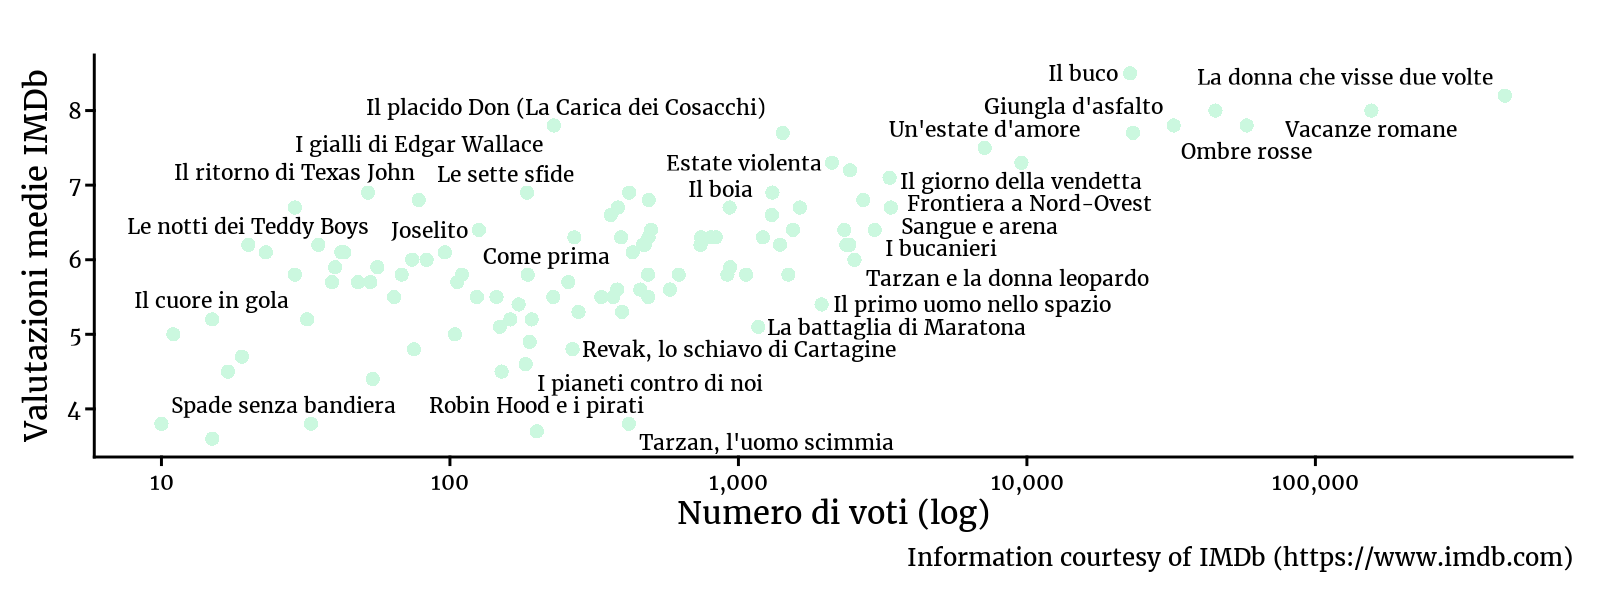 Valutazioni medie IMDb
8
7
6
5
4
Il buco
La donna che visse due volte
Il placido Don (La Carica dei Cosacchi)
Giungla d'asfalto
Un'estate d'amore
Vacanze romane
I gialli di Edgar Wallace
Ombre rosse
Il ritorno di Texas John
Le sette sfide
Estate violenta
Il boia
Il giorno della vendetta
Frontiera a Nord-Ovest
Le notti dei Teddy Boys
Joselito
Sangue e arena
Come prima
I bucanieri
Tarzan e la donna leopardo
Il cuore in gola
Il primo uomo nello spazio
La battaglia di Maratona
Revak, lo schiavo di Cartagine
I pianeti contro di noi
Spade senza bandiera
Robin Hood e i pirati
Tarzan, l'uomo scimmia
10
100
1,000
10,000
100,000
Numero di voti (log)
Information courtesy of IMDb (https://www.imdb.com)